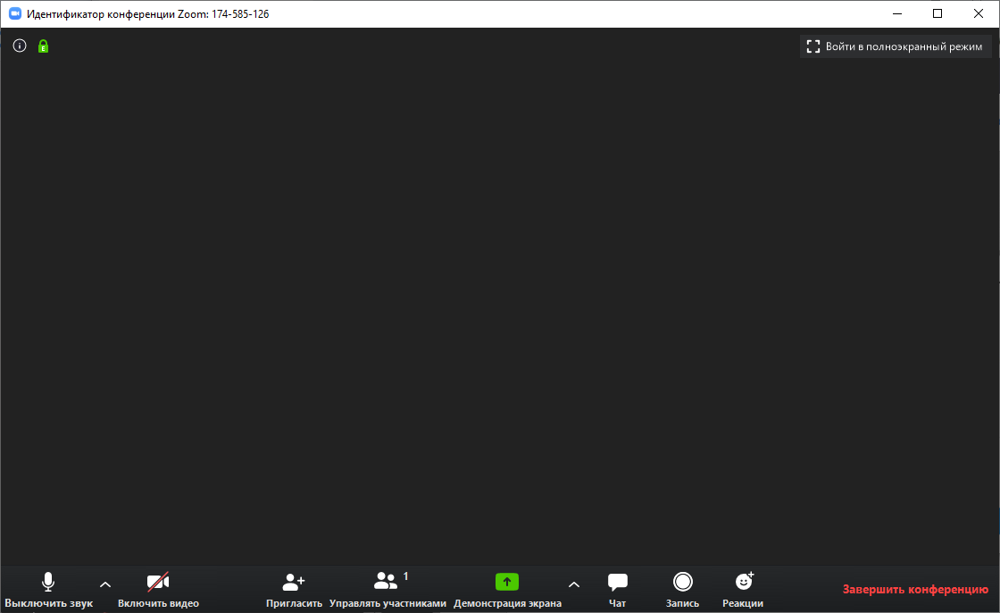 Идентификатор конференции Zoom: 174-585-126
E
Войти в полноэкранный режим
1
Выключить звук
Включить видео
Пригласить
Управлять участниками
Демонстрация экрана
Чат
Запись
Реакции
Завершить конференцию